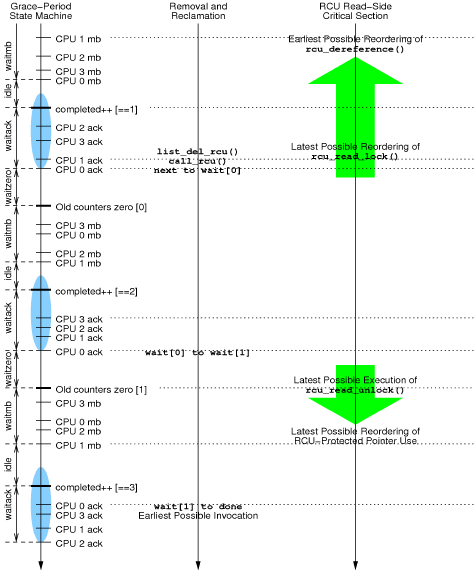 Grace-Period
State Machine
Removal and
Reclamation
RCU Read-Side
Critical Section
waitmb
CPU 1 mb
CPU 2 mb
CPU 3 mb
CPU 0 mb
Earliest Possible Reordering of
rcu_dereference()
idle
completed++ [==1]
waitack
CPU 2 ack
CPU 3 ack
CPU 1 ack
CPU 0 ack
list_del_rcu()
call_rcu()
next to wait[0]
Latest Possible Reordering of
rcu_read_lock()
waitzero
Old counters zero [0]
waitmb
CPU 3 mb
CPU 0 mb
CPU 2 mb
CPU 1 mb
idle
completed++ [==2]
waitack
CPU 3 ack
CPU 2 ack
CPU 1 ack
CPU 0 ack
wait[0] to wait[1]
waitzero
Old counters zero [1]
Latest Possible Execution of
rcu_read_unlock()
waitmb
CPU 3 mb
CPU 0 mb
CPU 2 mb
CPU 1 mb
Latest Possible Reordering of
RCU-Protected Pointer Use
idle
completed++ [==3]
waitack
CPU 0 ack
CPU 3 ack
CPU 1 ack
CPU 2 ack
wait[1] to done
Earliest Possible Invocation